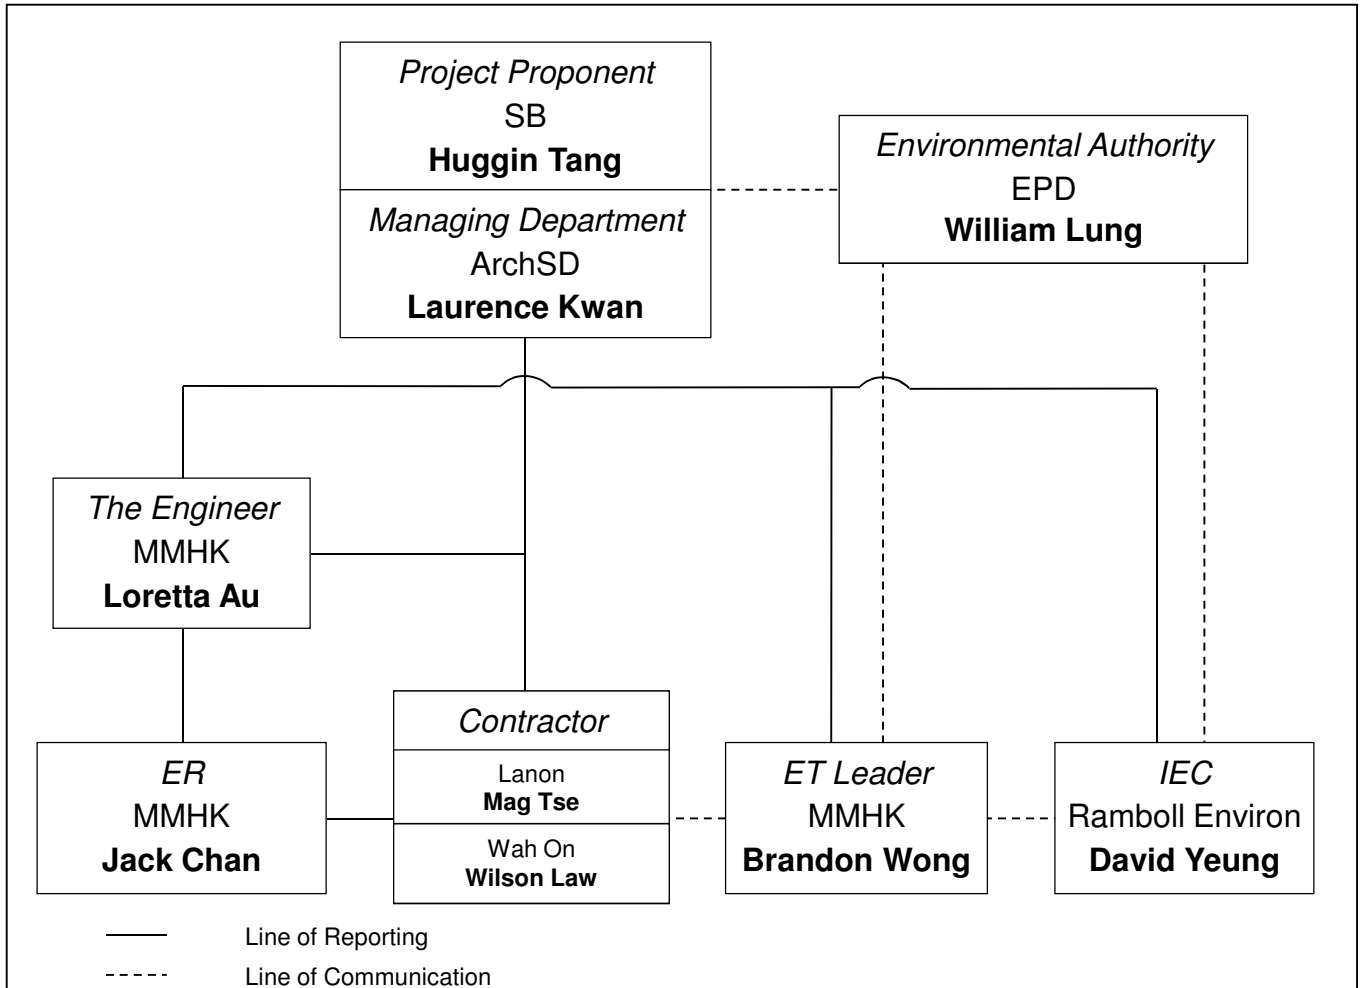 Project Proponent
SB
Huggin Tang
Managing Department
ArchSD
Laurence Kwan
Environmental Authority
EPD
William Lung
The Engineer
MMHK
Loretta Au
ER
MMHK
Jack Chan
Contractor
Lanon
Mag Tse
Wah On
Wilson Law
ET Leader
MMHK
Brandon Wong
IEC
Ramboll Environ
David Yeung
Line of Reporting
Line of Communication